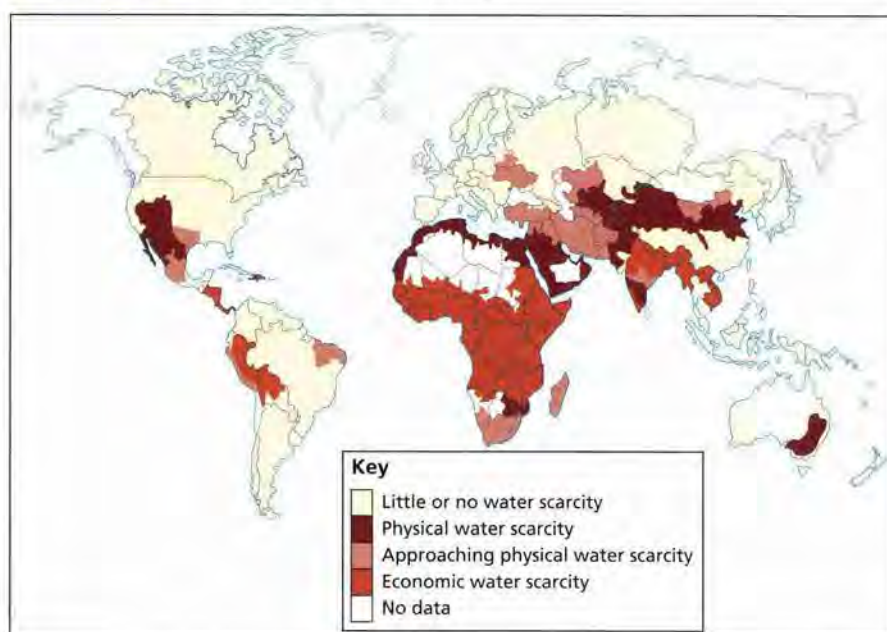 Key
Little or no water scarcity
Physical water scarcity
Approaching physical water scarcity
Economic water scarcity
No data